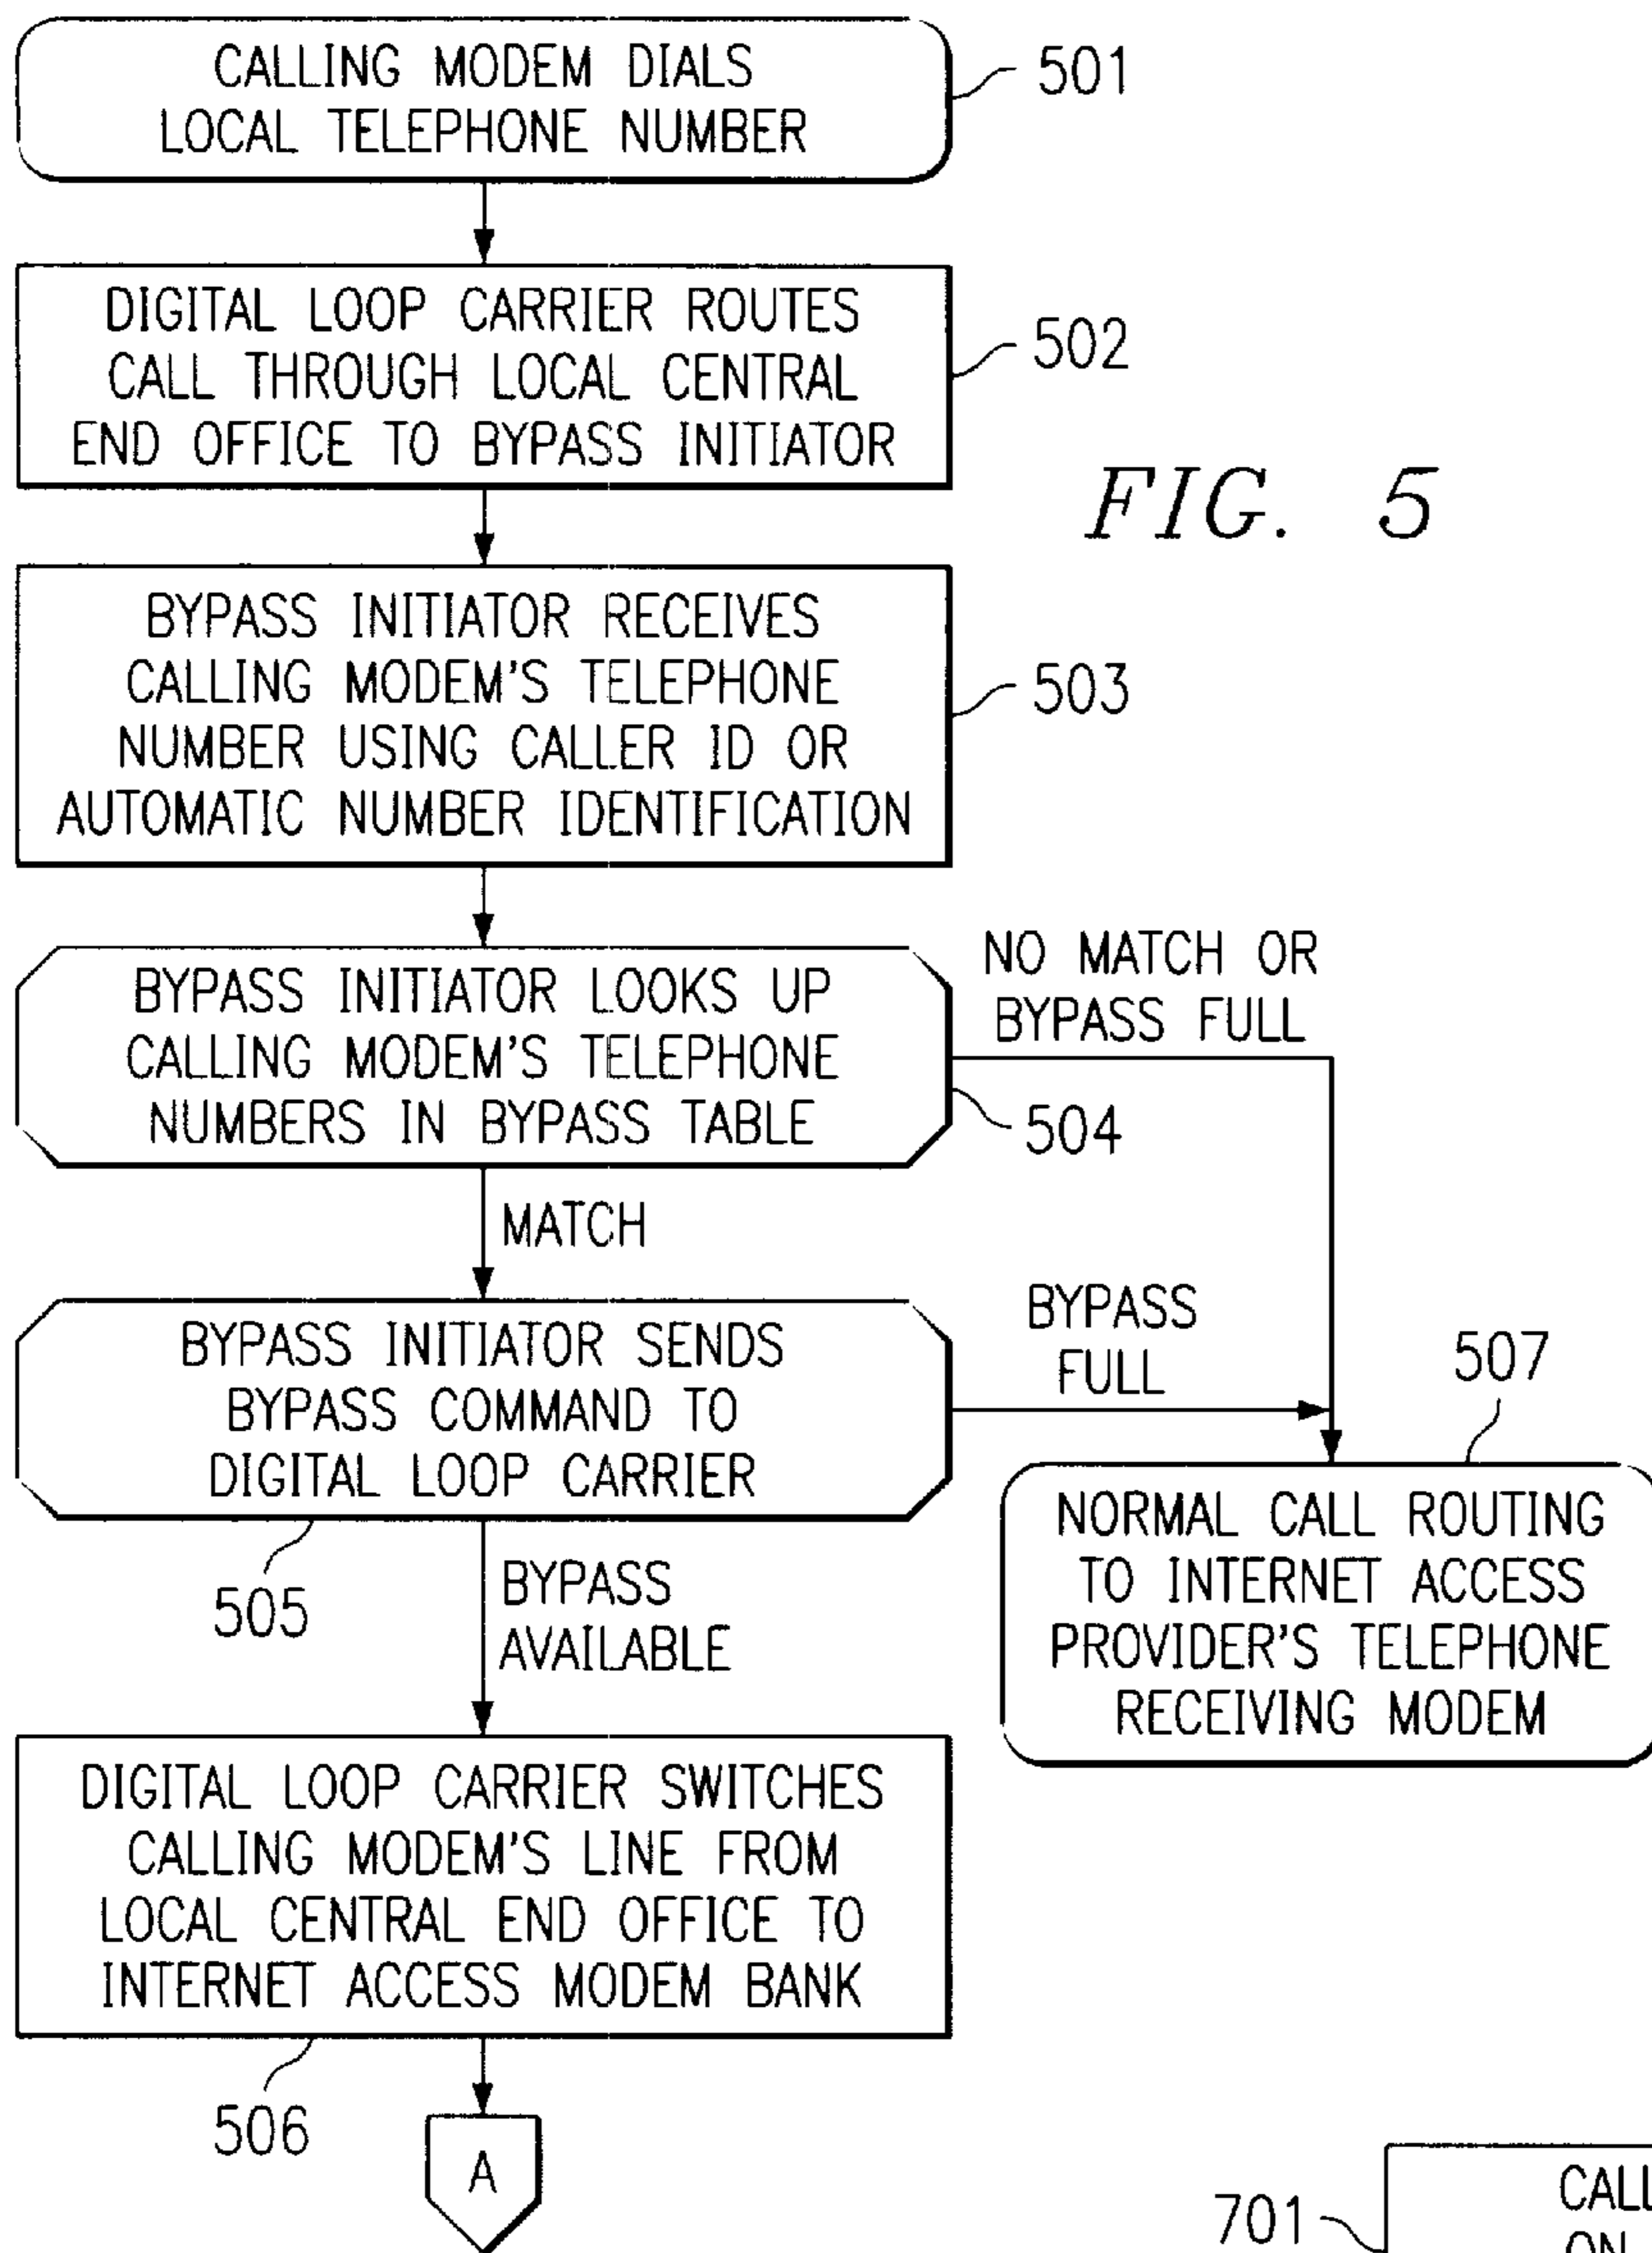 CALLING MODEM DIALS
LOCAL TELEPHONE NUMBER
501
DIGITAL LOOP CARRIER ROUTES
CALL THROUGH LOCAL CENTRAL
END OFFICE TO BYPASS INITIATOR
502
FIG. 5
BYPASS INITIATOR RECEIVES
CALLING MODEM'S TELEPHONE
NUMBER USING CALLER ID OR
AUTOMATIC NUMBER IDENTIFICATION
503
BYPASS INITIATOR LOOKS UP
CALLING MODEM'S TELEPHONE
NUMBERS IN BYPASS TABLE
504
NO MATCH OR
BYPASS FULL
MATCH
BYPASS INITIATOR SENDS
BYPASS COMMAND TO
DIGITAL LOOP CARRIER
505
BYPASS
FULL
507
NORMAL CALL ROUTING
TO INTERNET ACCESS
PROVIDER'S TELEPHONE
RECEIVING MODEM
BYPASS
AVAILABLE
DIGITAL LOOP CARRIER SWITCHES
CALLING MODEM'S LINE FROM
LOCAL CENTRAL END OFFICE TO
INTERNET ACCESS MODEM BANK
506
A
701
CALL
ON